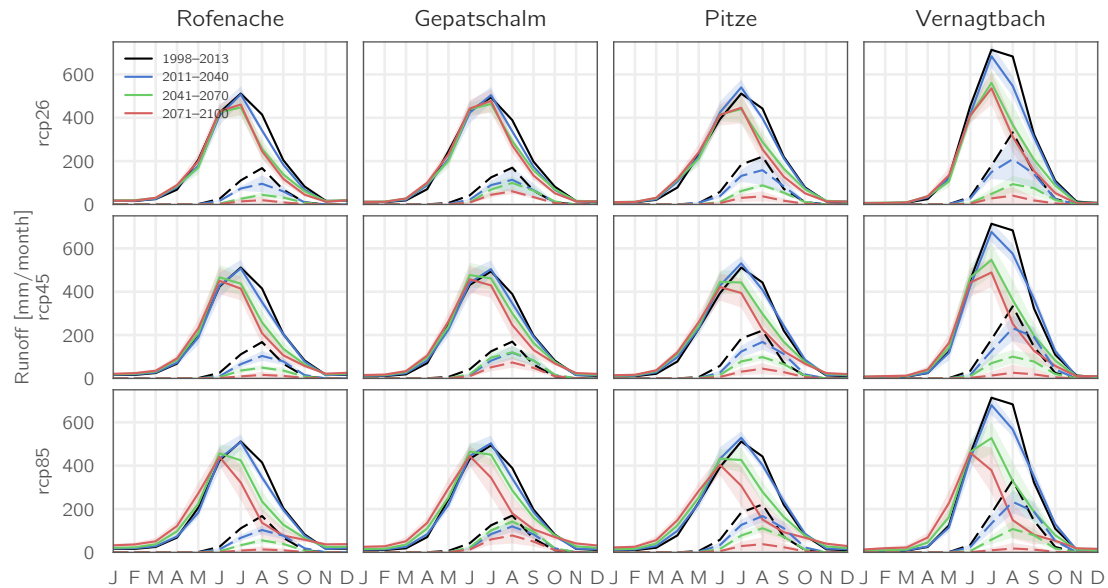 Rofenache Gepatschalm Pitze Vernagtbach
1998–2013
2011–2040
2041–2070
2071–2100
600
400
200
0
rcp26
600
400
200
0
rcp45
Runoff [mm/month]
600
400
200
0
rcp85
J F M A M J J A S O N D J F M A M J J A S O N D J F M A M J J A S O N D J F M A M J J A S O N D